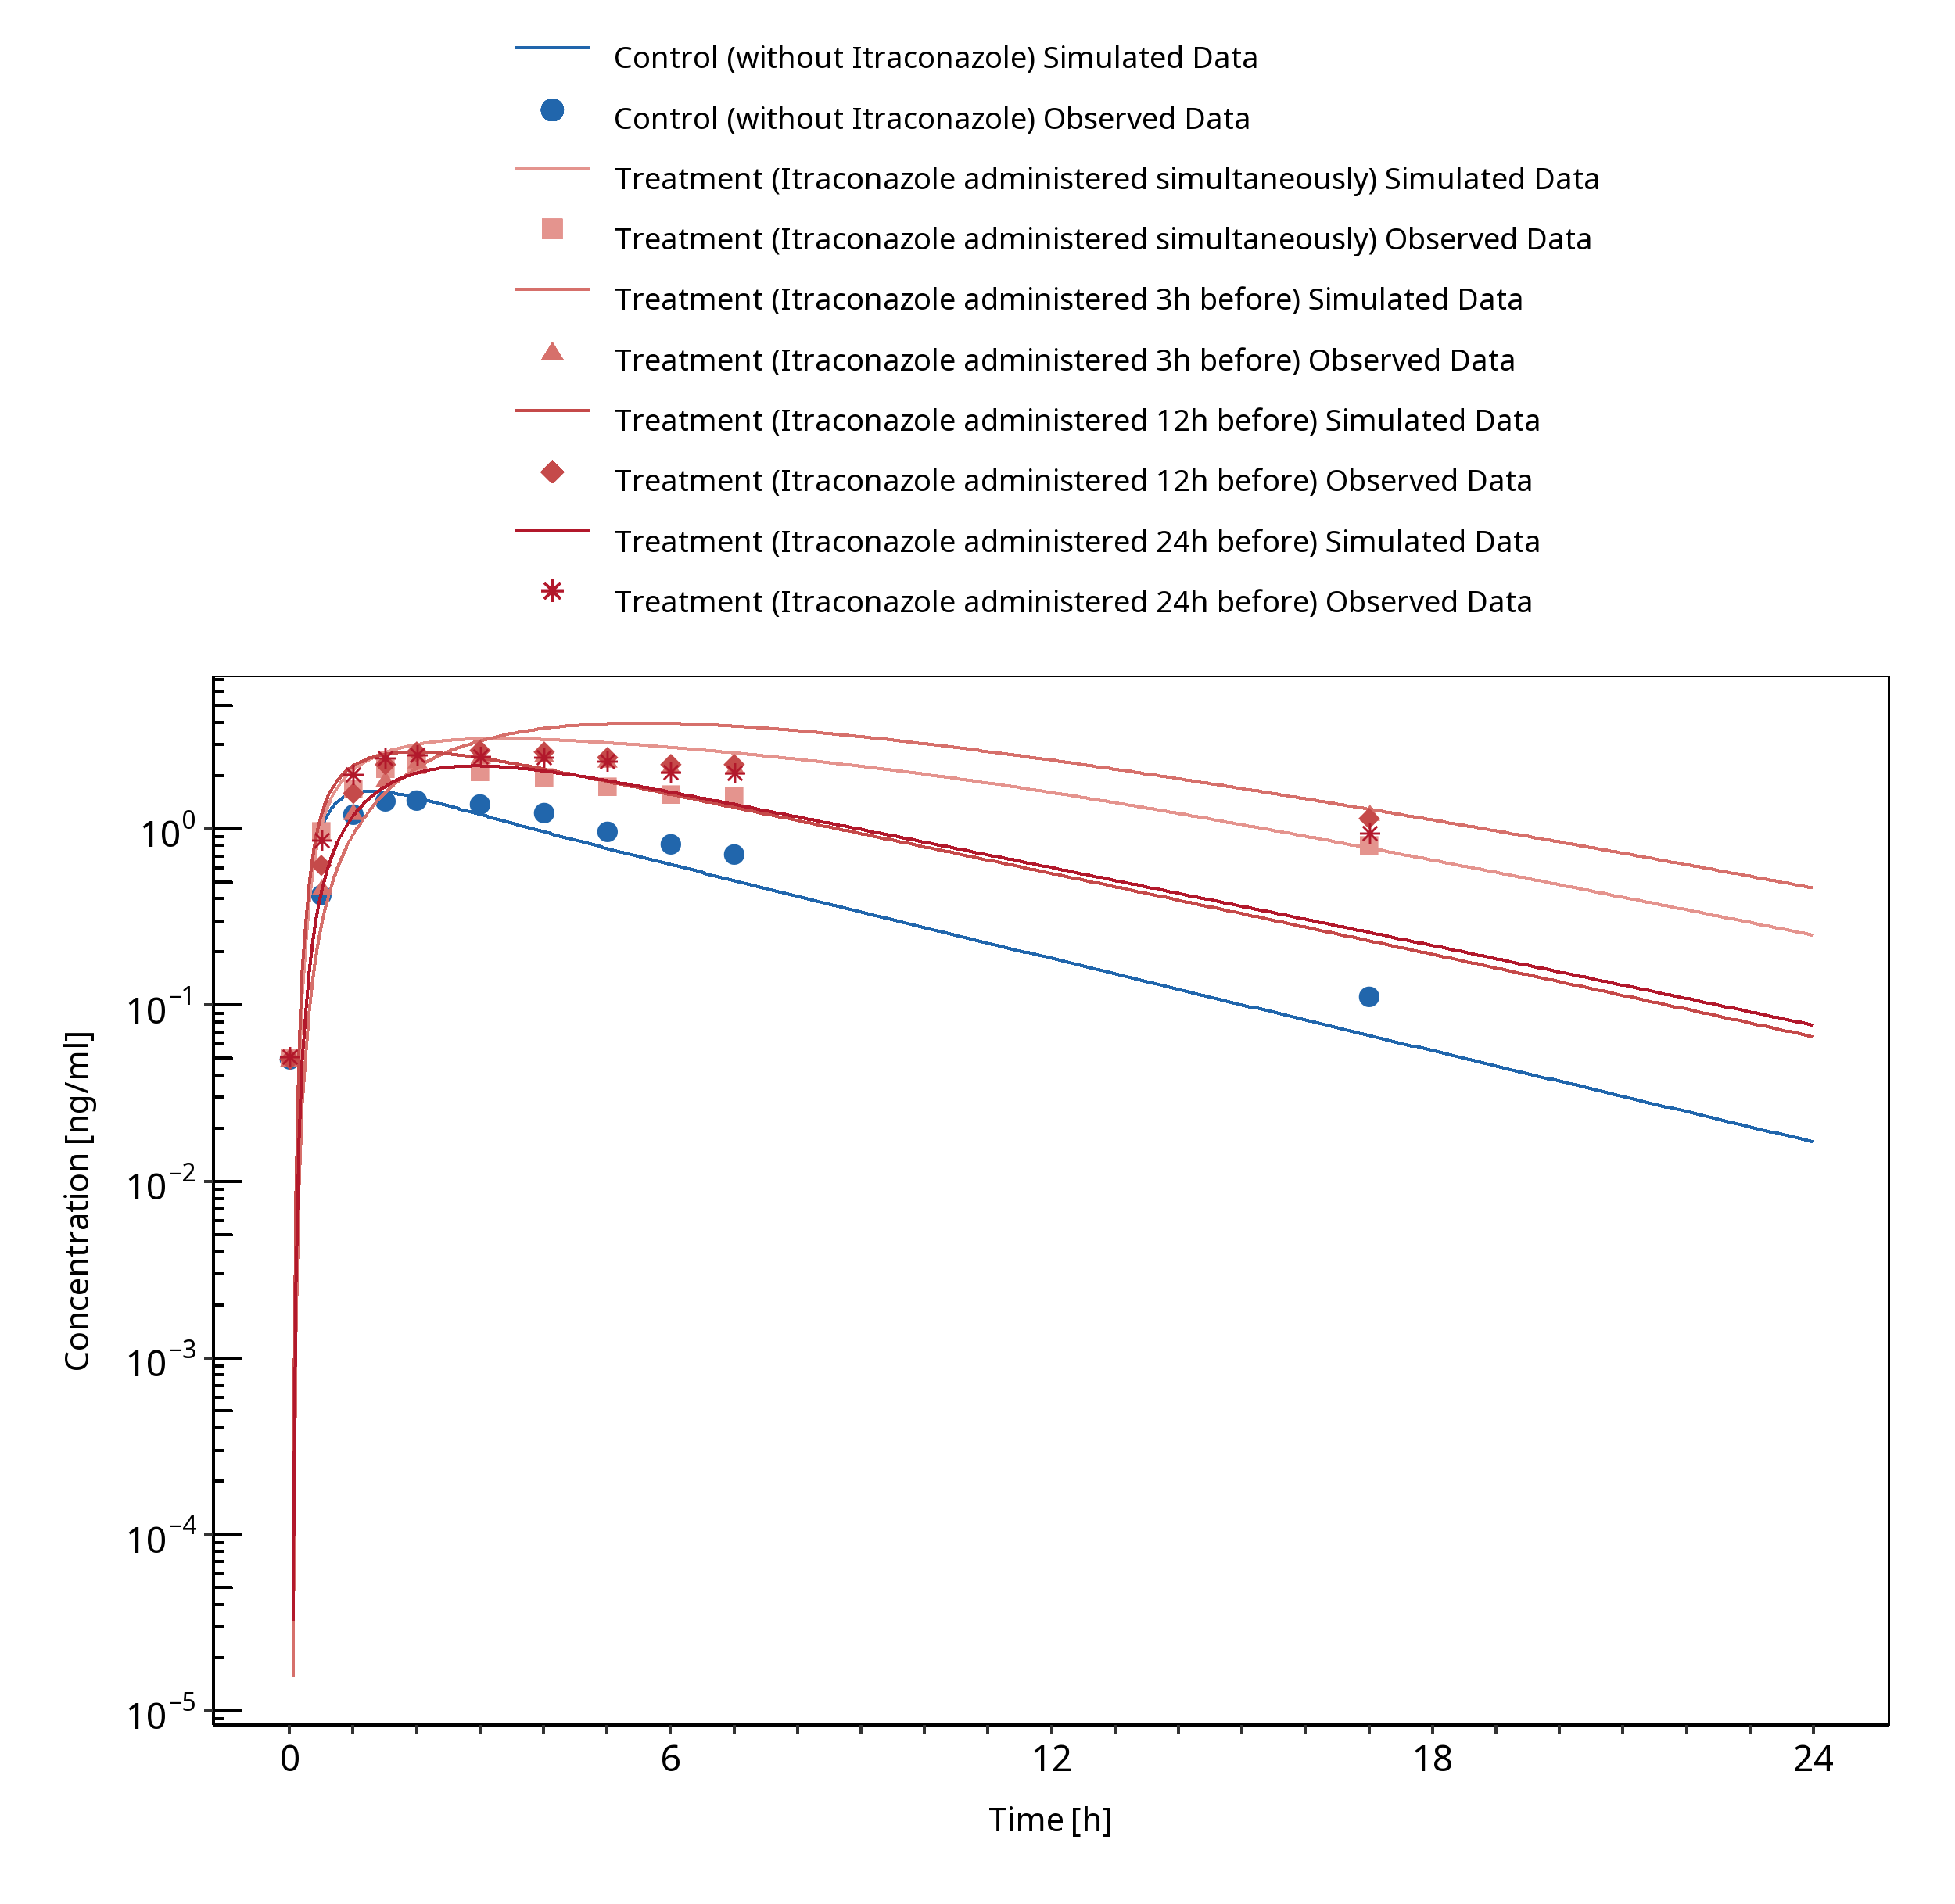 Control (without Itraconazole) Simulated Data
Control (without Itraconazole) Observed Data
Treatment (Itraconazole administered simultaneously) Simulated Data
Treatment (Itraconazole administered simultaneously) Observed Data
Treatment (Itraconazole administered 3h before) Simulated Data
Treatment (Itraconazole administered 3h before) Observed Data
Treatment (Itraconazole administered 12h before) Simulated Data
Treatment (Itraconazole administered 12h before) Observed Data
Treatment (Itraconazole administered 24h before) Simulated Data
Treatment (Itraconazole administered 24h before) Observed Data
Concentration [ng/ml]
10⁰
10⁻¹
10⁻²
10⁻³
10⁻⁴
10⁻⁵
0 6 12 18 24
Time [h]